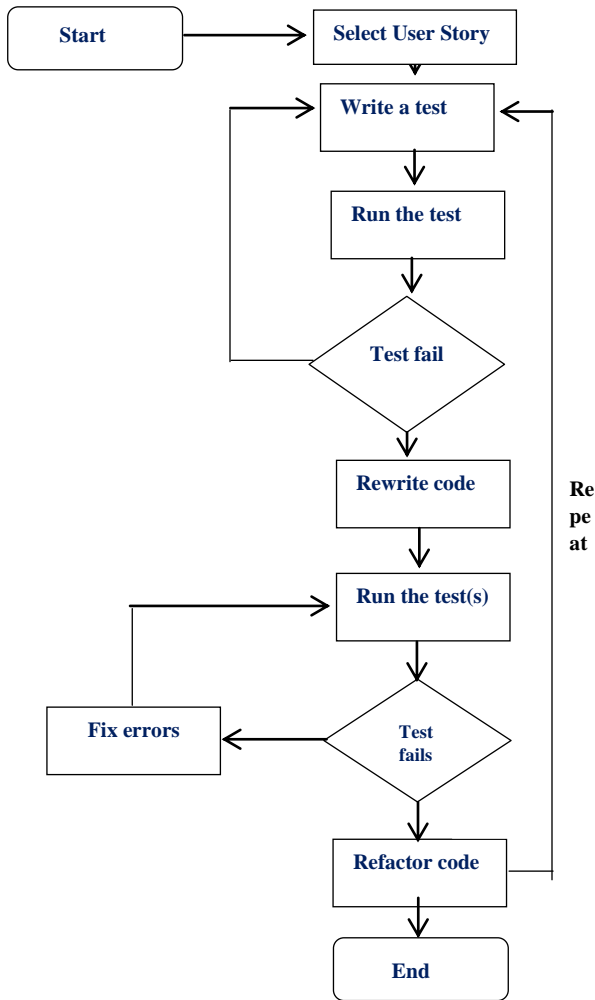 Start
Select User Story
Write a test
Run the test
Test fail
Rewrite code
Re
pe
at
Run the test(s)
Fix errors
Test
fails
Refactor code
End